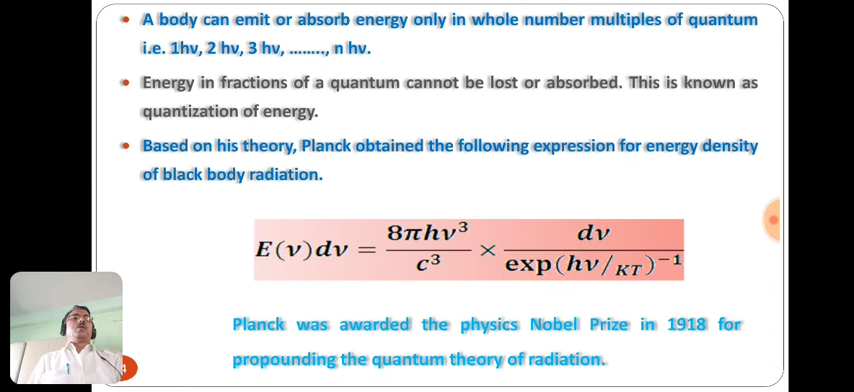 • A body can emit or absorb energy only in whole number multiples of quantum
i.e. 1hν, 2 hν, 3 hν, ........, n hν.
• Energy in fractions of a quantum cannot be lost or absorbed. This is known as
quantization of energy.
• Based on his theory, Planck obtained the following expression for energy density
of black body radiation.
E(ν)dν = 8πhν³/c³ × dν/exp(hν/KT)⁻¹
Planck was awarded the physics Nobel Prize in 1918 for
propounding the quantum theory of radiation.